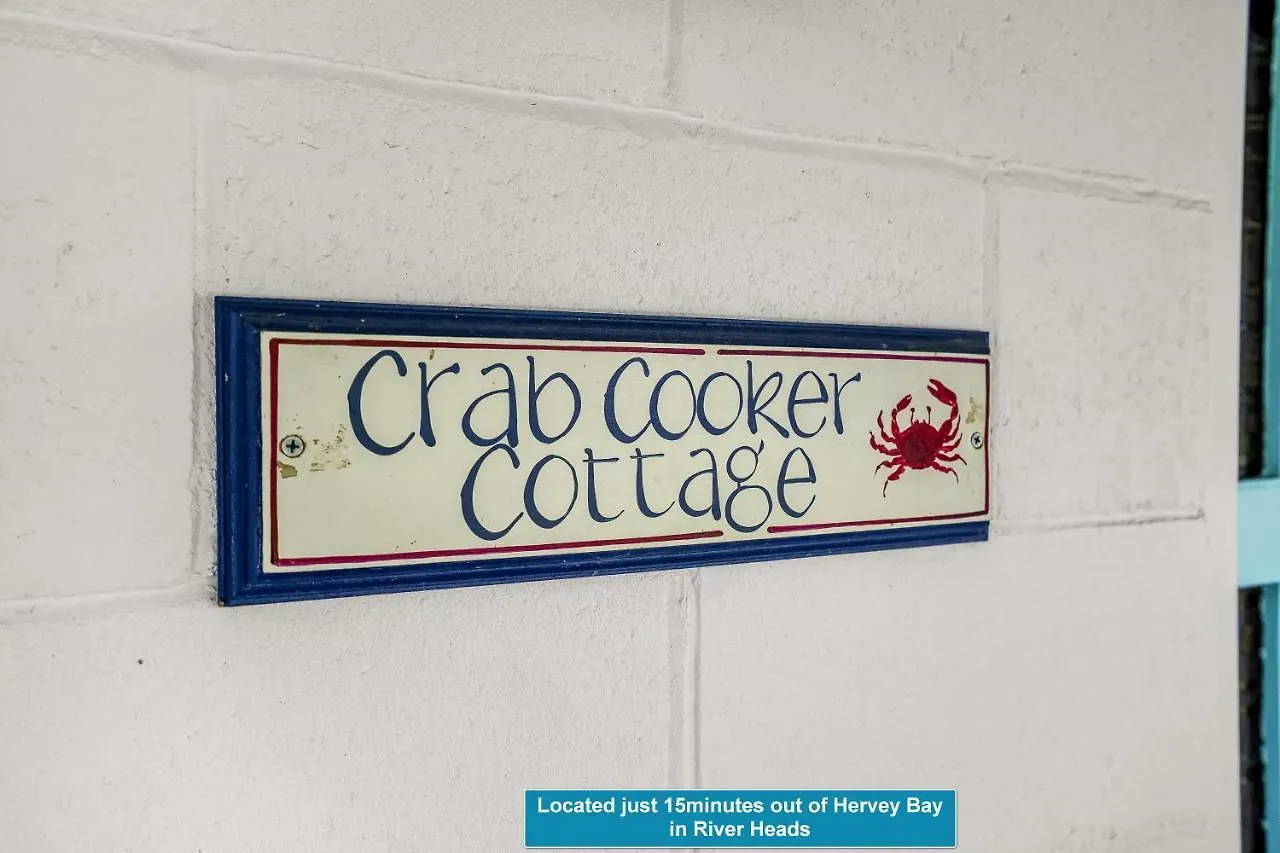 Crab Cooker
Cottage
Located just 15minutes out of Hervey Bay
in River Heads